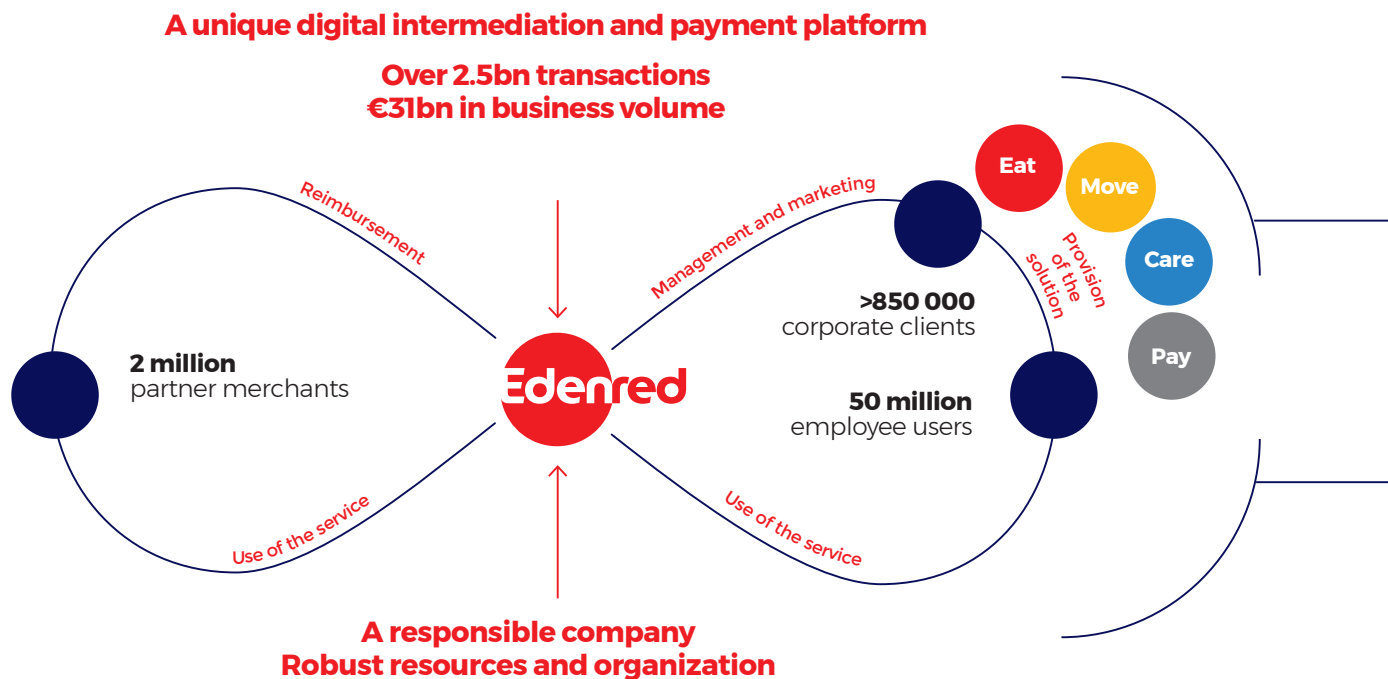 A unique digital intermediation and payment platform
Over 2.5bn transactions
€31bn in business volume
Reimbursement
Management and marketing
Eat
Move
Care
Pay
Provision
of the
solution
>850 000
corporate clients
2 million
partner merchants
Edenred
50 million
employee users
Use of the service
Use of the service
A responsible company
Robust resources and organization